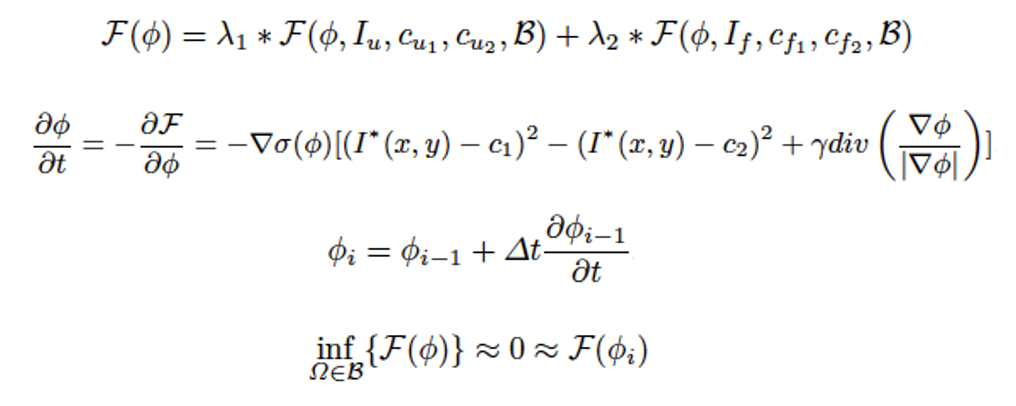 ℱ(ϕ) = λ₁ ∗ ℱ(ϕ, I_u, c_{u₁}, c_{u₂}, ℬ) + λ₂ ∗ ℱ(ϕ, I_f, c_{f₁}, c_{f₂}, ℬ)
∂ϕ/∂t = −∂ℱ/∂ϕ = −∇σ(ϕ)[(I*(x, y) − c₁)² − (I*(x, y) − c₂)² + γdiv(∇ϕ/|∇ϕ|)]
ϕ_i = ϕ_{i−1} + Δt ∂ϕ_{i−1}/∂t
inf_{Ω∈ℬ}{ℱ(ϕ)} ≈ 0 ≈ ℱ(ϕ_i)